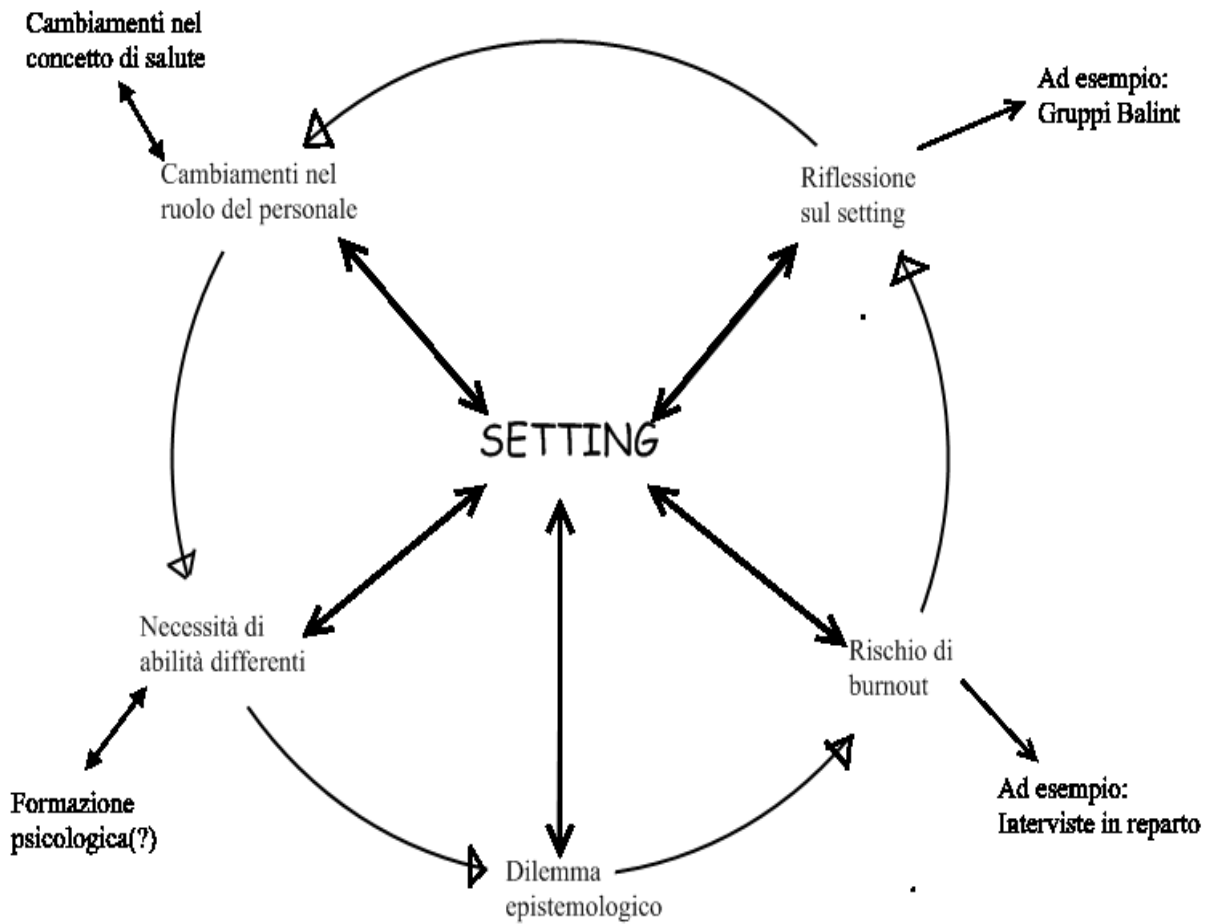 Cambiamenti nel
concetto di salute
Ad esempio:
Gruppi Balint
Cambiamenti nel
ruolo del personale
Riflessione
sul setting
SETTING
Necessità di
abilità differenti
Rischio di
burnout
Formazione
psicologica(?)
Ad esempio:
Interviste in reparto
Dilemma
epistemologico